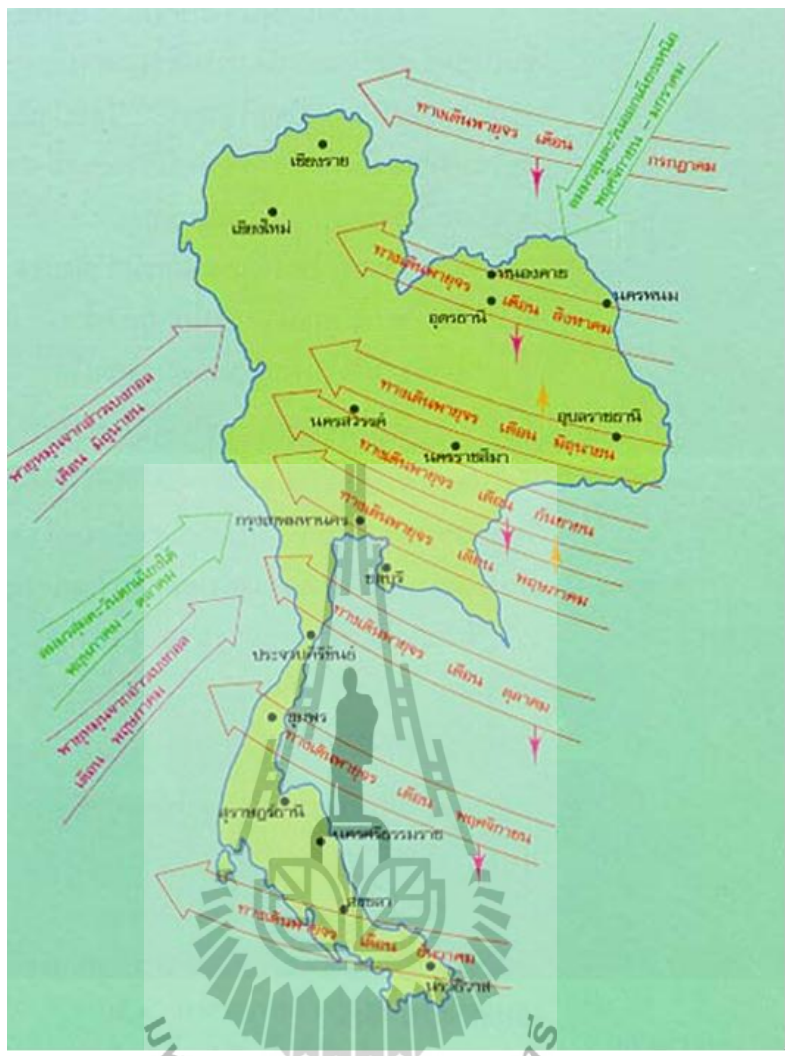 ลมมรสุมตะวันออกเฉียงเหนือ
พฤศจิกายน – มกราคม
ทางเดินพายุจร เดือน กรกฎาคม
เชียงราย
เชียงใหม่
ทางเดินพายุจร เดือน สิงหาคม
หนองคาย
นครพนม
อุดรธานี
พายุหมุนจากอ่าวเบงกอล
เดือน มิถุนายน
ทางเดินพายุจร เดือน มิถุนายน
นครสวรรค์
อุบลราชธานี
นครราชสีมา
ทางเดินพายุจร เดือน กันยายน
กรุงเทพมหานคร
ทางเดินพายุจร เดือน พฤษภาคม
ชลบุรี
ลมมรสุมตะวันตกเฉียงใต้
พฤษภาคม – ตุลาคม
ทางเดินพายุจร เดือน ตุลาคม
ประจวบคีรีขันธ์
พายุหมุนจากอ่าวเบงกอล
เดือน พฤษภาคม
ชุมพร
ทางเดินพายุจร เดือน พฤศจิกายน
สุราษฎร์ธานี
นครศรีธรรมราช
สงขลา
ทางเดินพายุจร เดือน ธันวาคม
นราธิวาส